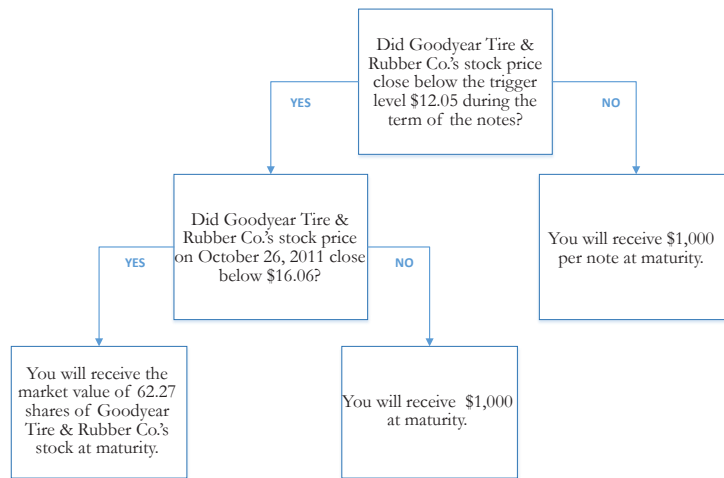 Did Goodyear Tire &
Rubber Co.'s stock price
close below the trigger
level $12.05 during the
term of the notes?
YES
NO
Did Goodyear Tire &
Rubber Co.'s stock price
on October 26, 2011 close
below $16.06?
You will receive $1,000
per note at maturity.
YES
NO
You will receive the
market value of 62.27
shares of Goodyear
Tire & Rubber Co.'s
stock at maturity.
You will receive $1,000
at maturity.